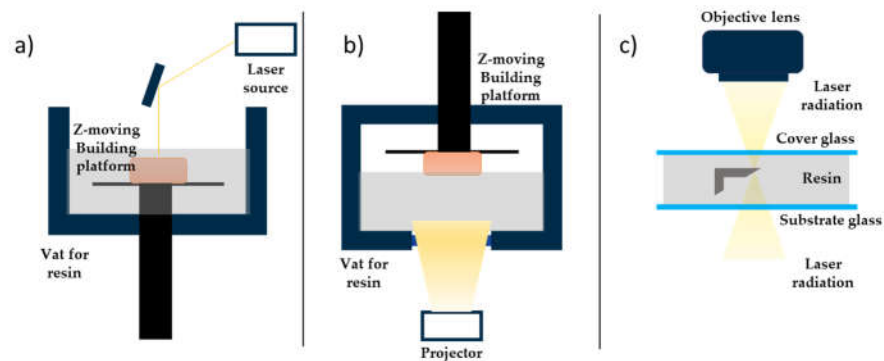 a)
Laser
source
Z-moving
Building
platform
Vat for
resin
b)
Z-moving
Building
platform
Vat for
resin
Projector
c)
Objective lens
Laser
radiation
Cover glass
Resin
Substrate glass
Laser
radiation